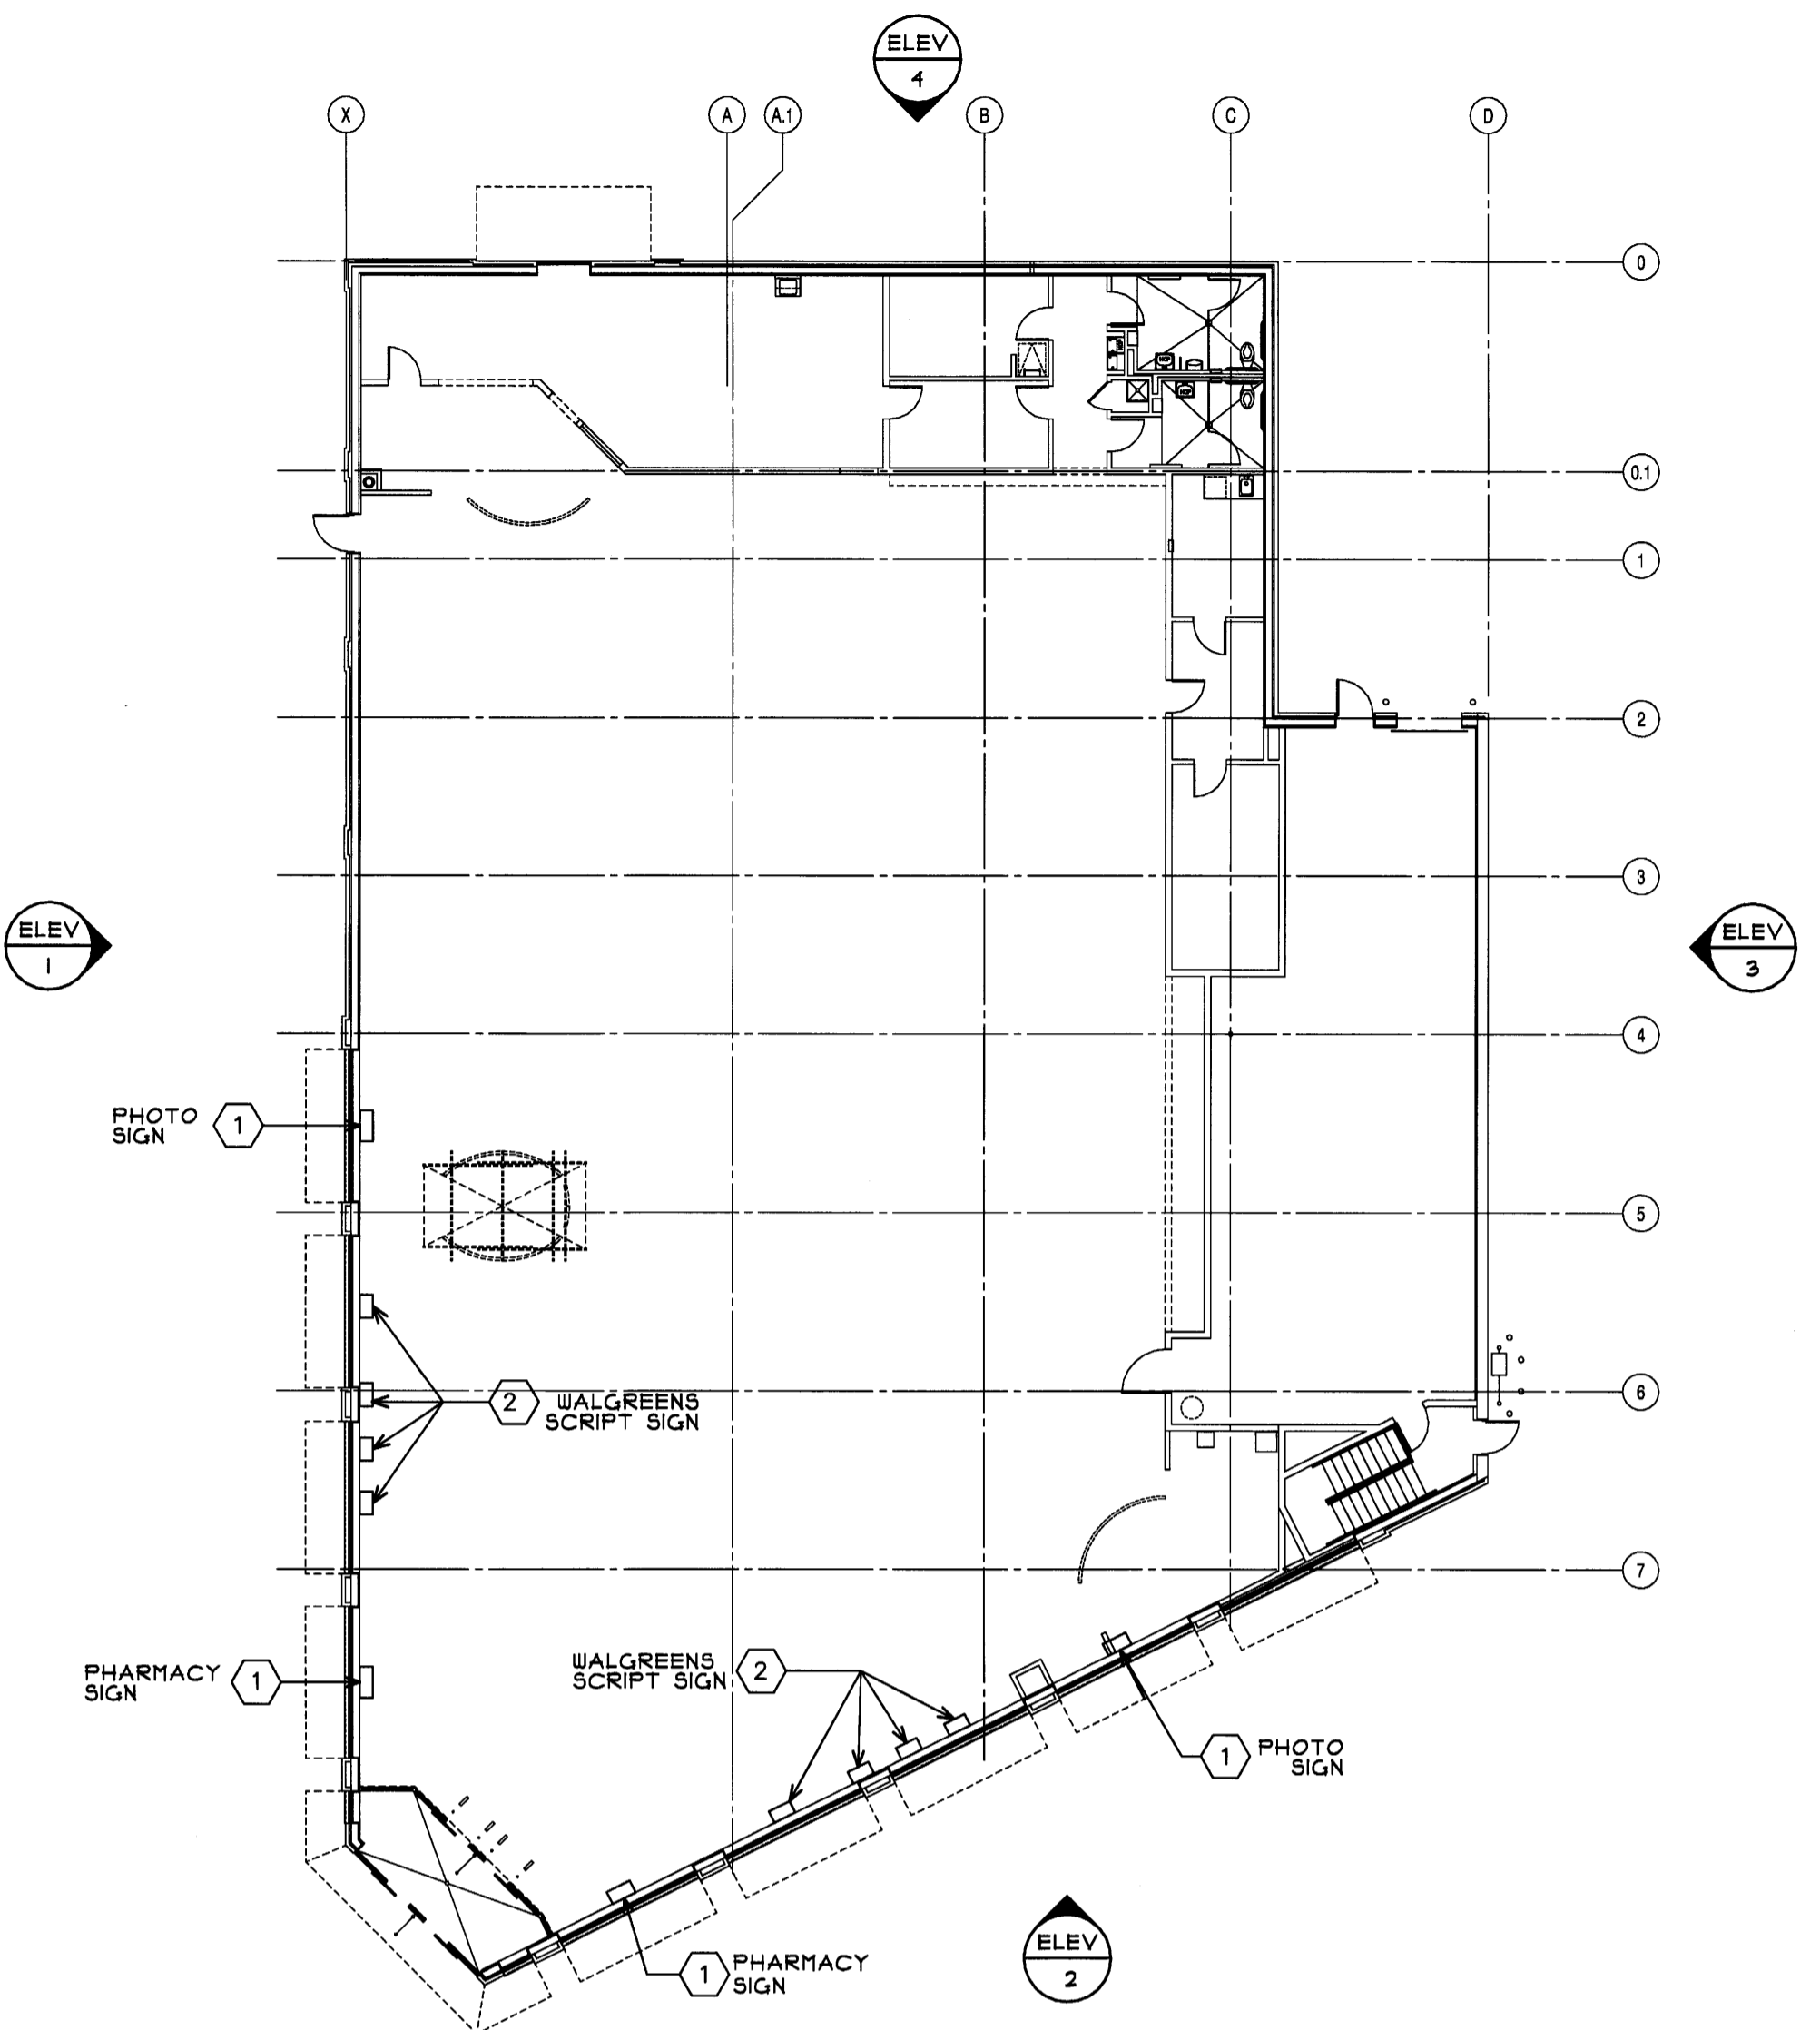 ELEV
4
X
A
A.1
B
C
D
0
0.1
1
2
3
ELEV
1
ELEV
3
4
PHOTO
SIGN
1
5
2
WALGREENS
SCRIPT SIGN
6
7
PHARMACY
SIGN
1
WALGREENS
SCRIPT SIGN
2
1
PHOTO
SIGN
ELEV
2
1
PHARMACY
SIGN